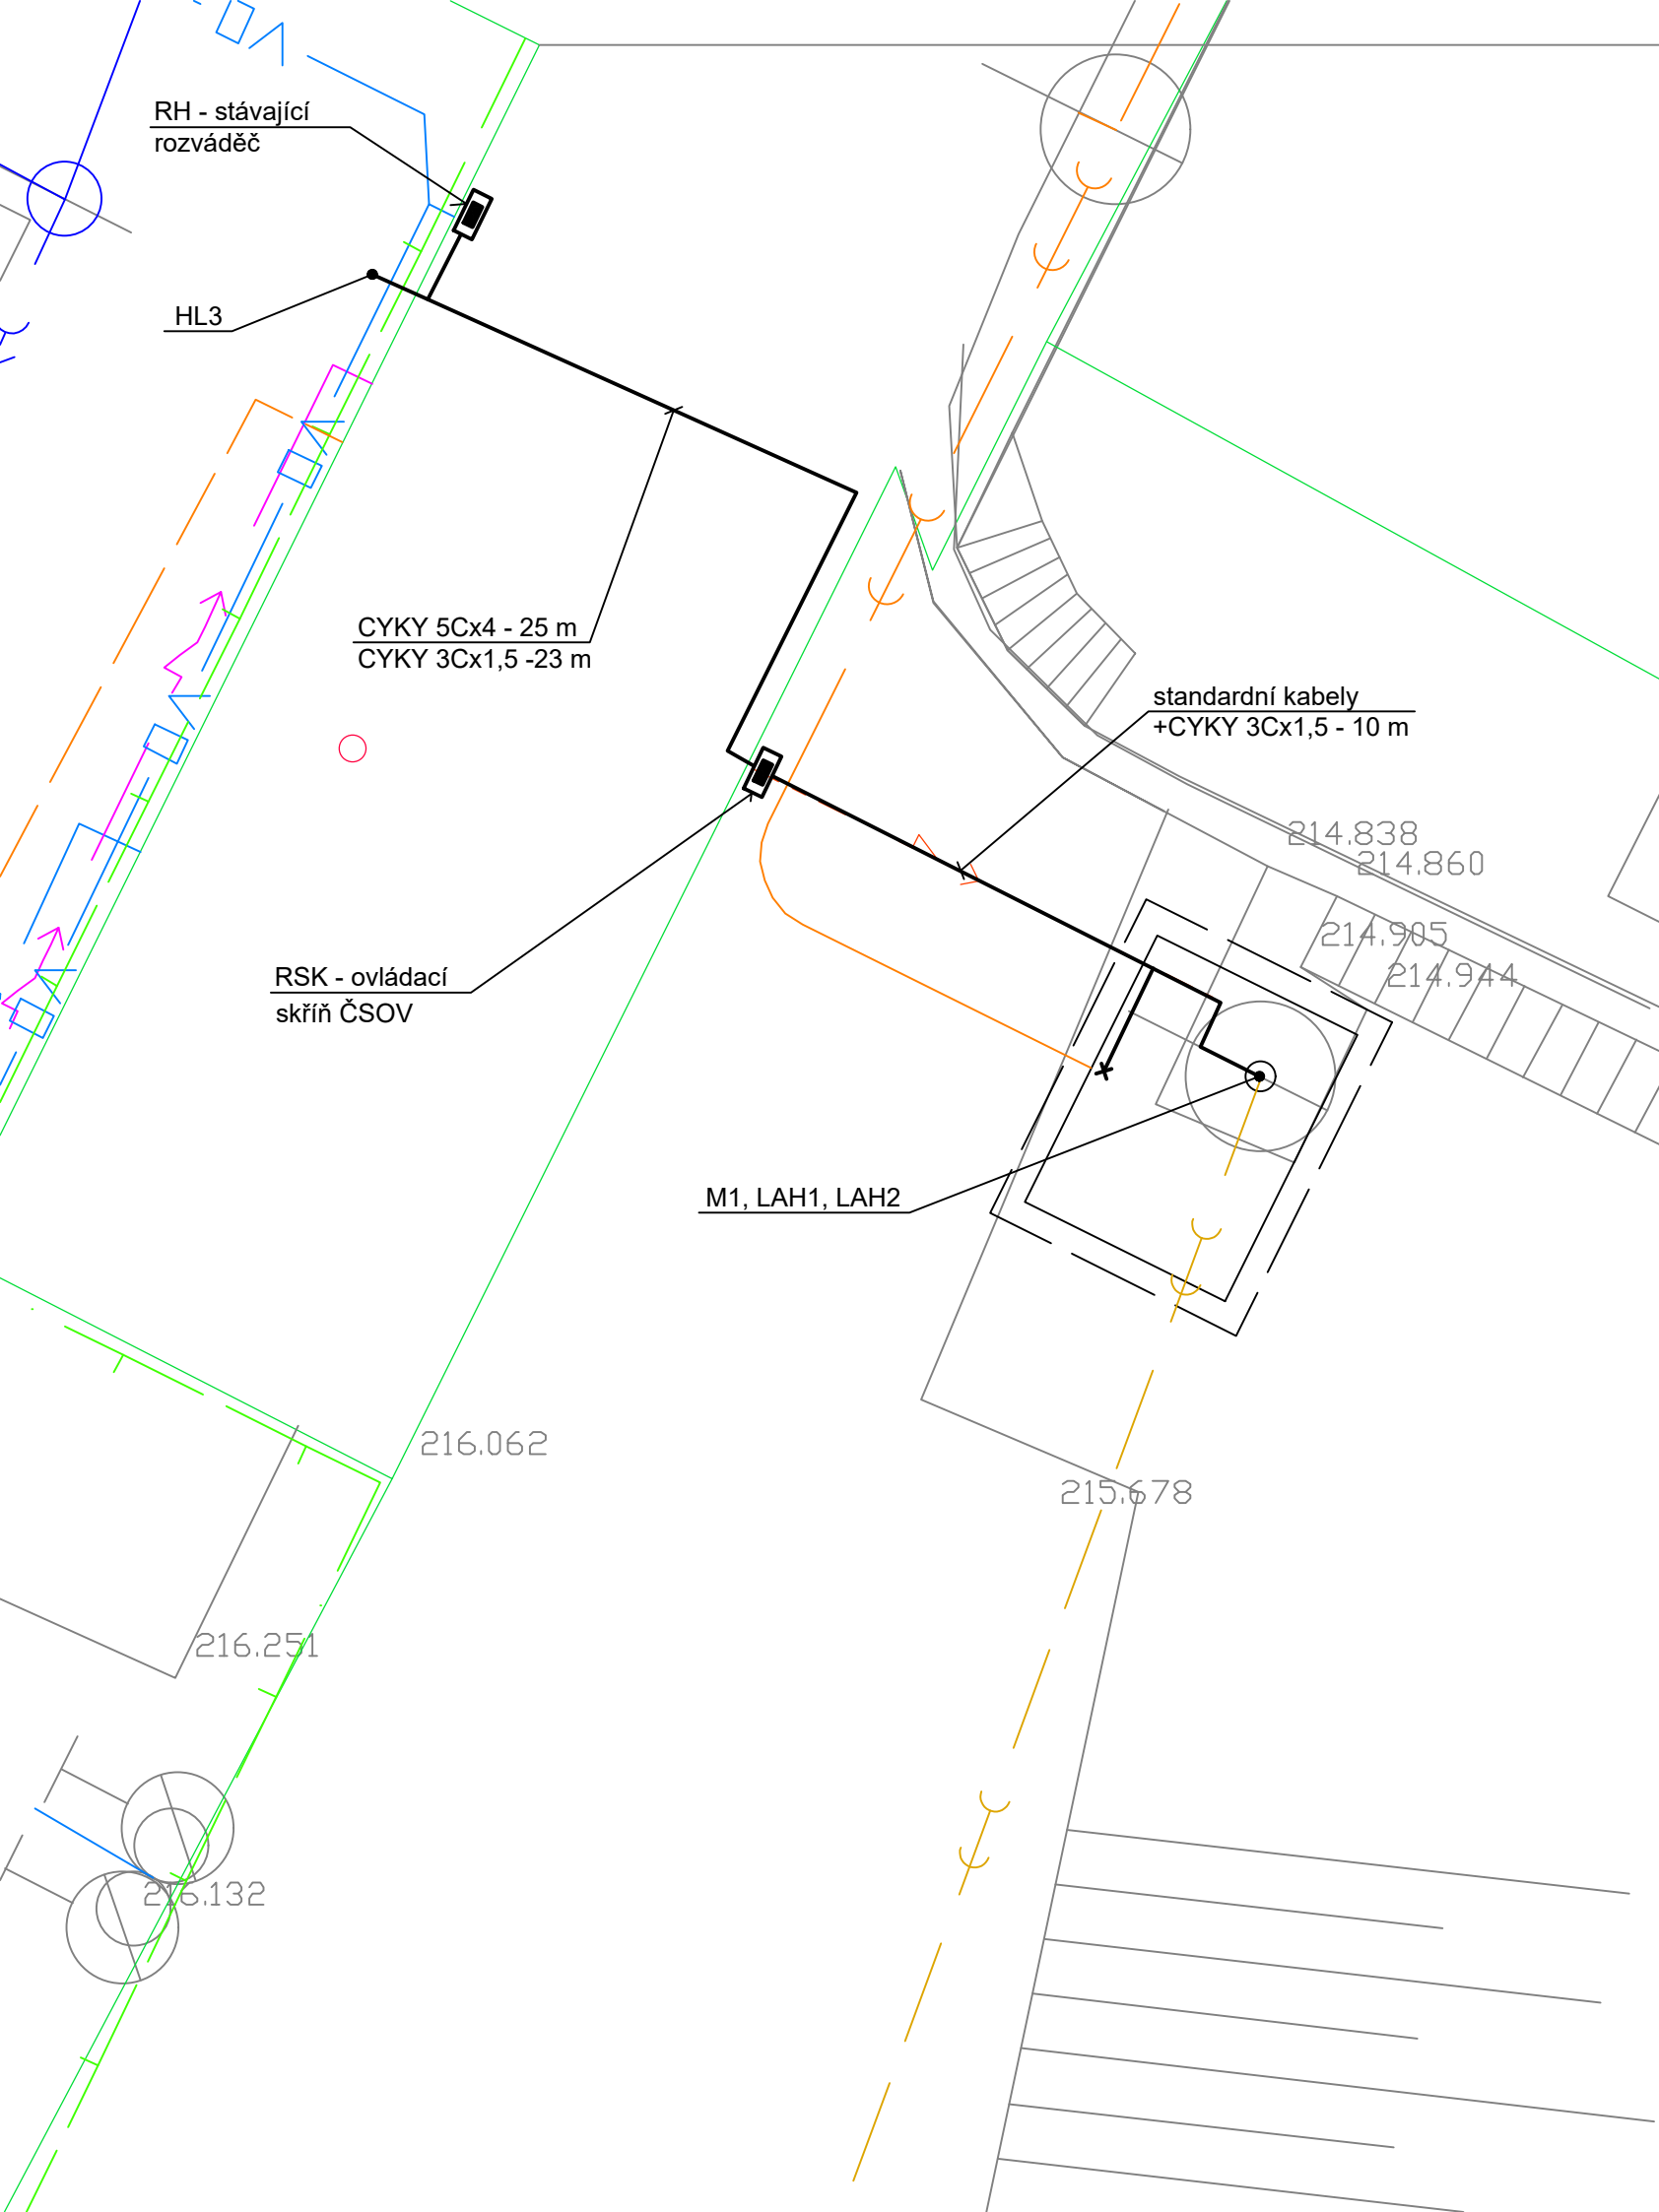 RH - stávající
rozváděč
HL3
CYKY 5Cx4 - 25 m
CYKY 3Cx1,5 -23 m
standardní kabely
+CYKY 3Cx1,5 - 10 m
214.838
214.860
214.905
214.944
RSK - ovládací
skříň ČSOV
M1, LAH1, LAH2
216.062
215.678
216.251
216.132